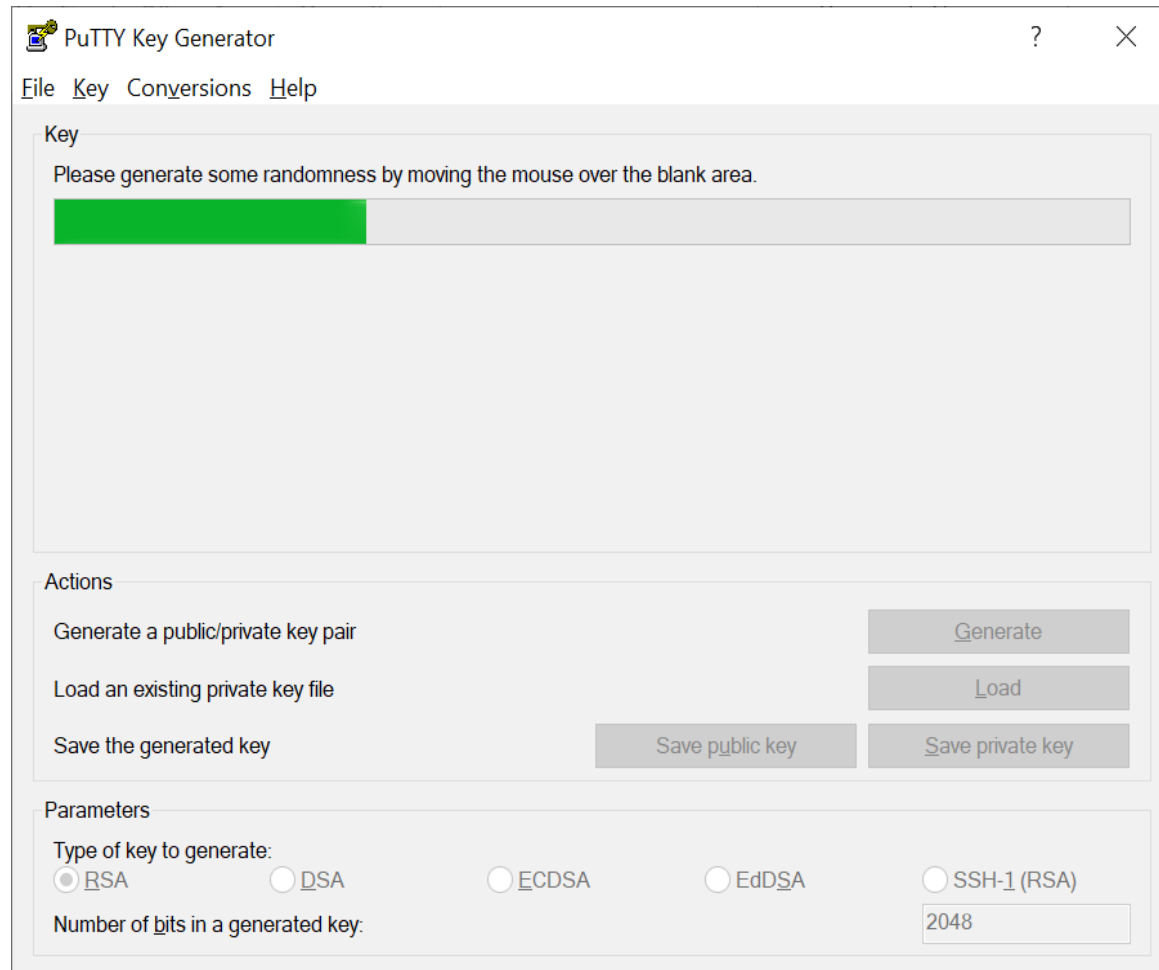 PuTTY Key Generator
File Key Conversions Help
Key
Please generate some randomness by moving the mouse over the blank area.
Actions
Generate a public/private key pair Generate
Load an existing private key file Load
Save the generated key Save public key Save private key
Parameters
Type of key to generate:
RSA DSA ECDSA EdDSA SSH-1 (RSA)
Number of bits in a generated key: 2048